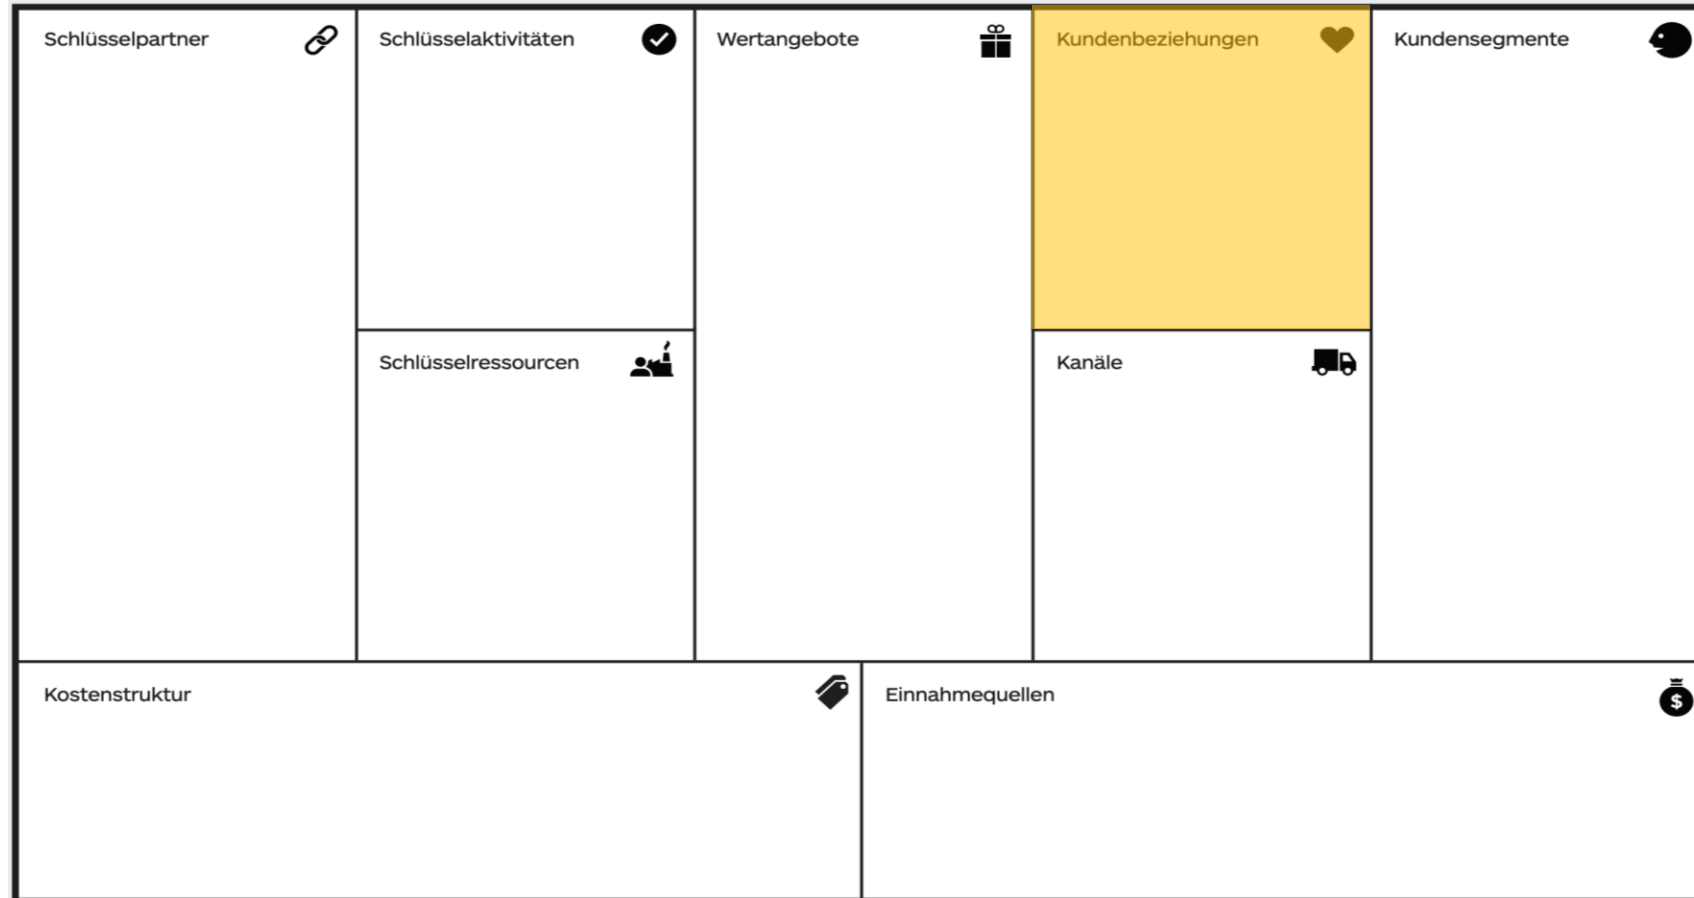 Schlüsselpartner
Schlüsselaktivitäten
Wertangebote
Kundenbeziehungen
Kundensegmente
Schlüsselressourcen
Kanäle
Kostenstruktur
Einnahmequellen
$